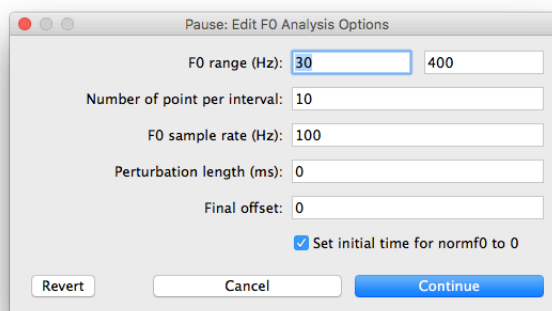 Pause: Edit F0 Analysis Options
F0 range (Hz): 30 400
Number of point per interval: 10
F0 sample rate (Hz): 100
Perturbation length (ms): 0
Final offset: 0
Set initial time for normf0 to 0
Revert Cancel Continue